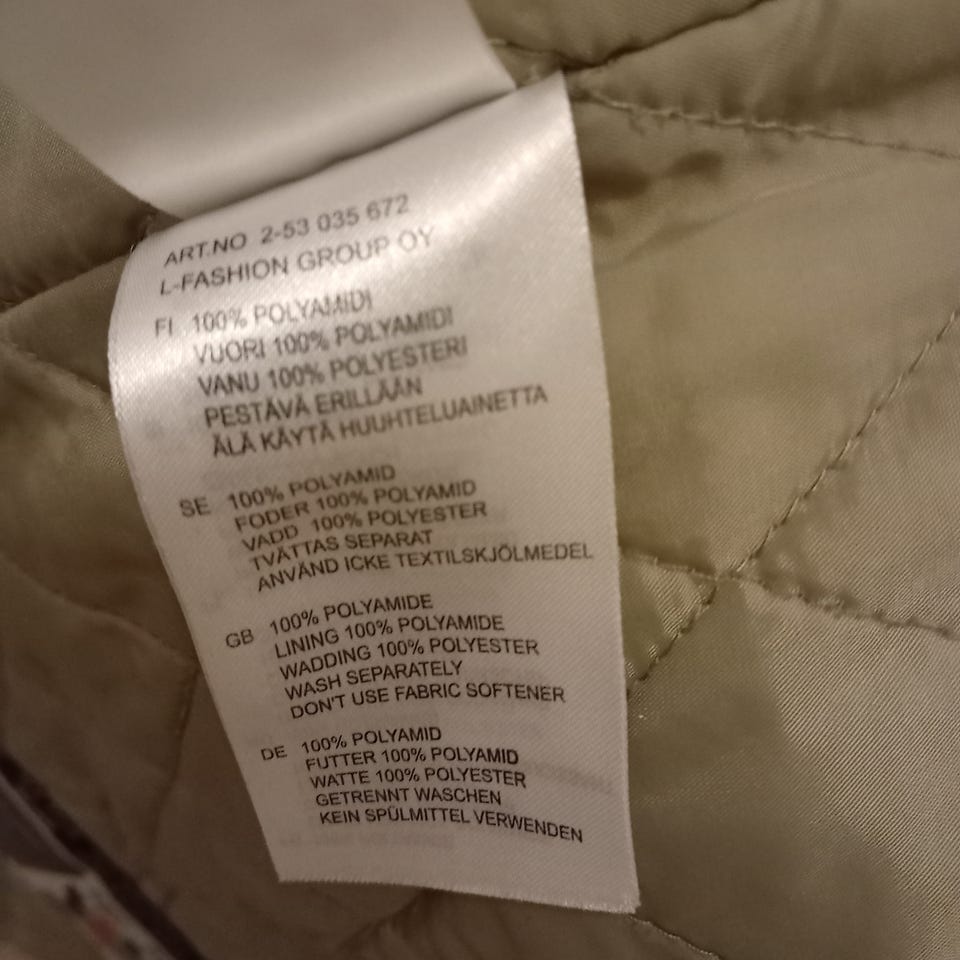 ART.NO 2-53 035 672
L-FASHION GROUP OY
FI 100% POLYAMIDI
VUORI 100% POLYAMIDI
VANU 100% POLYESTERI
PESTÄVÄ ERILLÄÄN
ÄLÄ KÄYTÄ HUUHTELUAINETTA
SE 100% POLYAMID
FODER 100% POLYAMID
VADD 100% POLYESTER
TVÄTTAS SEPARAT
ANVÄND ICKE TEXTILSKJÖLMEDEL
GB 100% POLYAMIDE
LINING 100% POLYAMIDE
WADDING 100% POLYESTER
WASH SEPARATELY
DON'T USE FABRIC SOFTENER
DE 100% POLYAMID
FUTTER 100% POLYAMID
WATTE 100% POLYESTER
GETRENNT WASCHEN
KEIN SPÜLMITTEL VERWENDEN